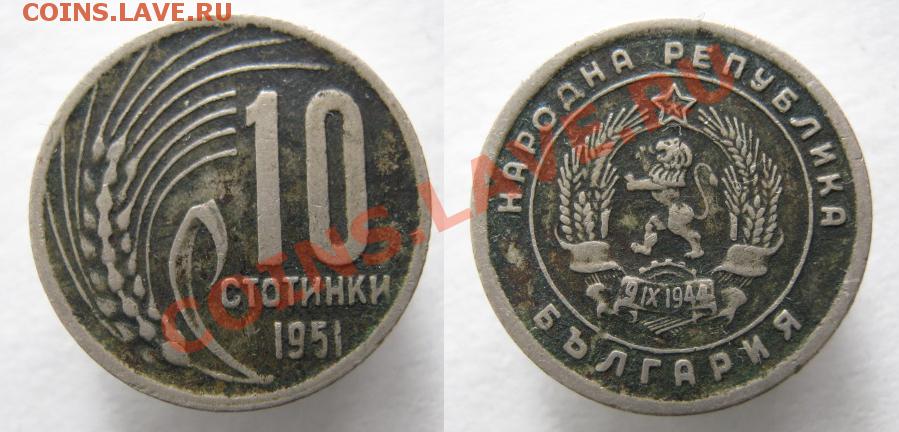 COINS.LAVE.RU
10
СТОТИНКИ
1951
COINS.LAVE.RU
НАРОДНА РЕПУБЛИКА
9 IX 1944
БЪЛГАРИЯ